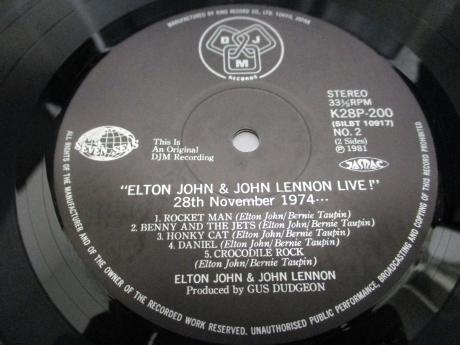 MANUFACTURED BY KING RECORD CO., LTD. TOKYO, JAPAN
D
J
M
RECORDS
STEREO
33⅓RPM
K28P-200
(SILBT 10917)
NO. 2
(2 Sides)
℗ 1981
JASRAC
SEVEN SEAS
This Is
An Original
DJM Recording
"ELTON JOHN & JOHN LENNON LIVE!"
28th November 1974…
1. ROCKET MAN (Elton John/Bernie Taupin)
2. BENNY AND THE JETS (Elton John/Bernie Taupin)
3. HONKY CAT (Elton John/Bernie Taupin)
4. DANIEL (Elton John/Bernie Taupin)
5. CROCODILE ROCK
(Elton John/Bernie Taupin)
ELTON JOHN & JOHN LENNON
Produced by GUS DUDGEON
ALL RIGHTS OF THE MANUFACTURER AND OF THE OWNER OF THE RECORDED WORK RESERVED. UNAUTHORISED PUBLIC PERFORMANCE, BROADCASTING AND COPYING OF THIS RECORD PROHIBITED